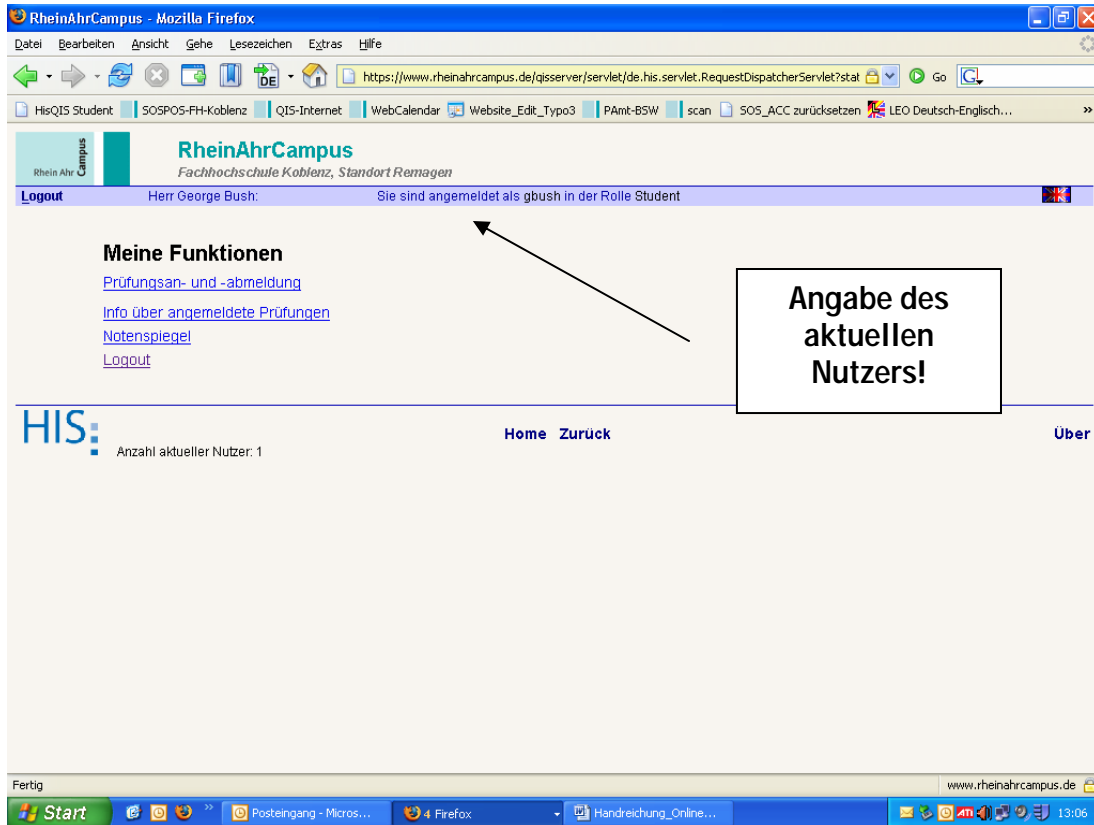 RheinAhrCampus - Mozilla Firefox
Datei Bearbeiten Ansicht Gehe Lesezeichen Extras Hilfe
DE https://www.rheinahrcampus.de/qisserver/servlet/de.his.servlet.RequestDispatcherServlet?stat Go G
HisQIS Student SOSPOS-FH-Koblenz QIS-Internet WebCalendar Website_Edit_Typo3 PAmt-BSW scan SOS_ACC zurücksetzen LEO Deutsch-Englisch... »
Rhein Ahr Campus
RheinAhrCampus
Fachhochschule Koblenz, Standort Remagen
Logout Herr George Bush: Sie sind angemeldet als gbush in der Rolle Student
Meine Funktionen
Prüfungsan- und -abmeldung
Info über angemeldete Prüfungen
Notenspiegel
Logout
Angabe des
aktuellen
Nutzers!
HIS:
Anzahl aktueller Nutzer: 1
Home Zurück Über
Fertig www.rheinahrcampus.de
Start » Posteingang - Micros... 4 Firefox Handreichung_Online... 13:06